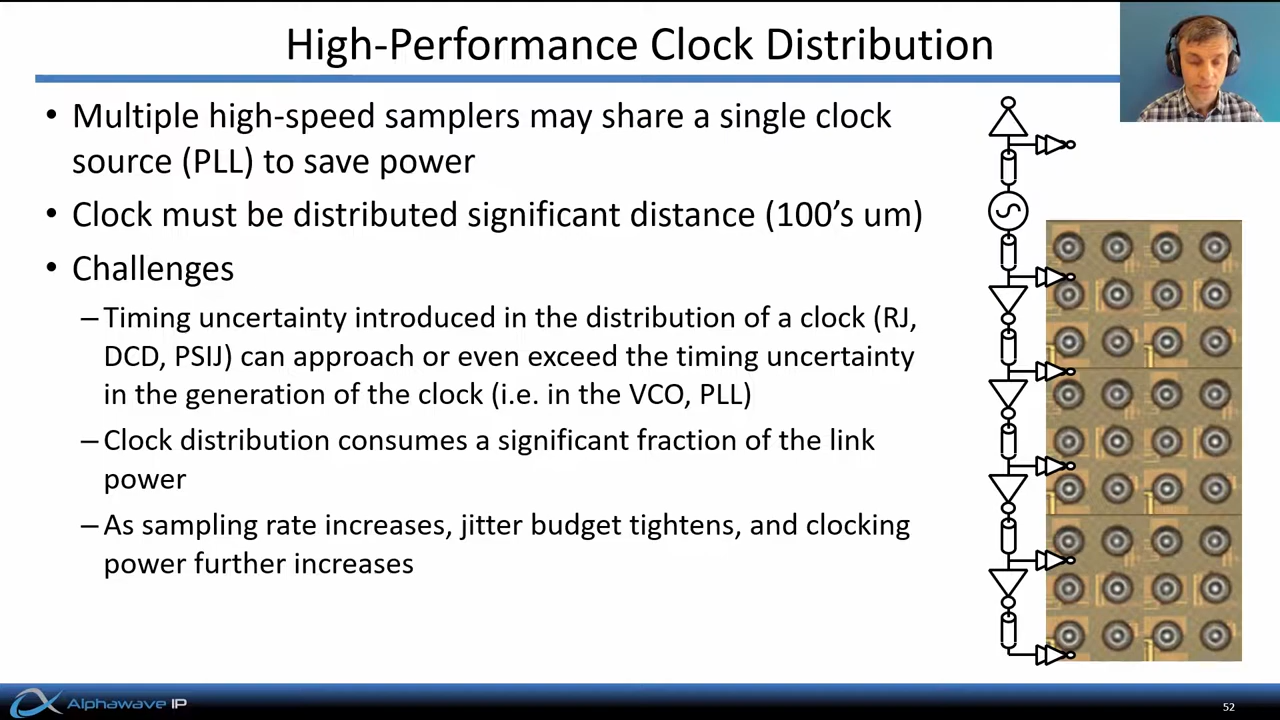 High-Performance Clock Distribution
• Multiple high-speed samplers may share a single clock
source (PLL) to save power
• Clock must be distributed significant distance (100's um)
• Challenges
– Timing uncertainty introduced in the distribution of a clock (RJ,
DCD, PSIJ) can approach or even exceed the timing uncertainty
in the generation of the clock (i.e. in the VCO, PLL)
– Clock distribution consumes a significant fraction of the link
power
– As sampling rate increases, jitter budget tightens, and clocking
power further increases
Alphawave IP
52